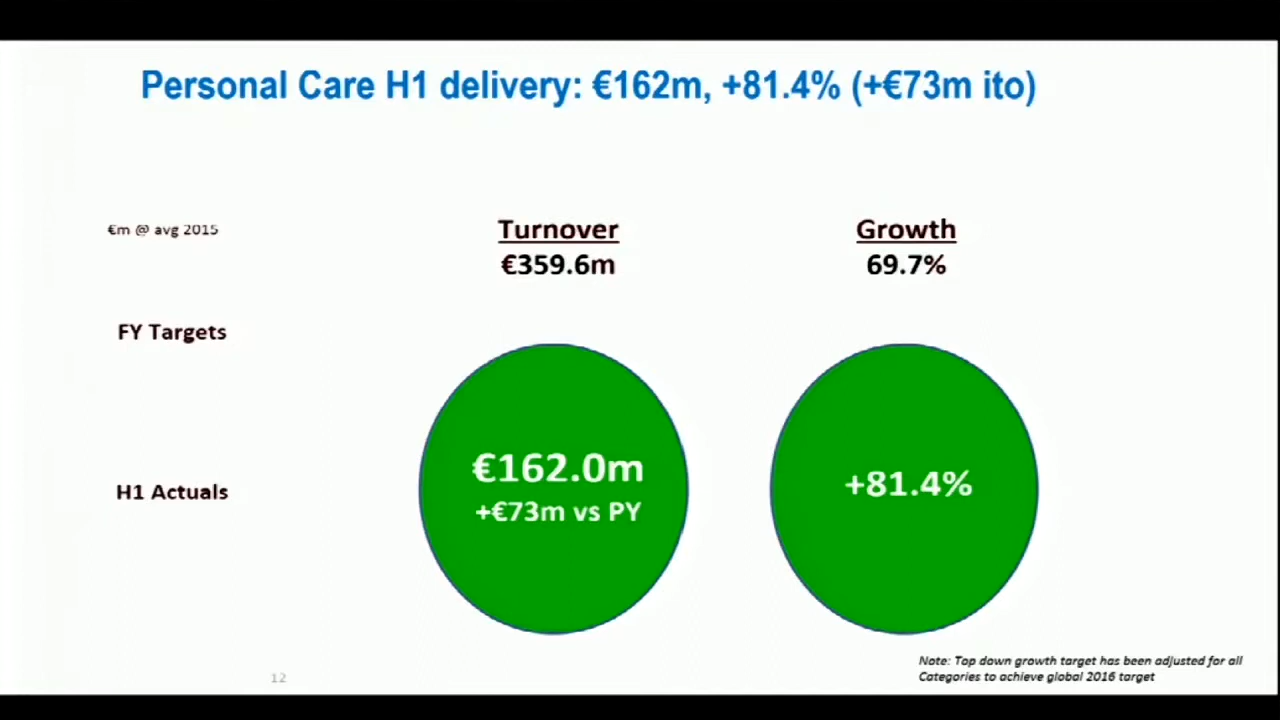 Personal Care H1 delivery: €162m, +81.4% (+€73m ito)
€m @ avg 2015
Turnover
Growth
€359.6m
69.7%
FY Targets
€162.0m
+€73m vs PY
+81.4%
H1 Actuals
Note: Top down growth target has been adjusted for all
Categories to achieve global 2016 target
12